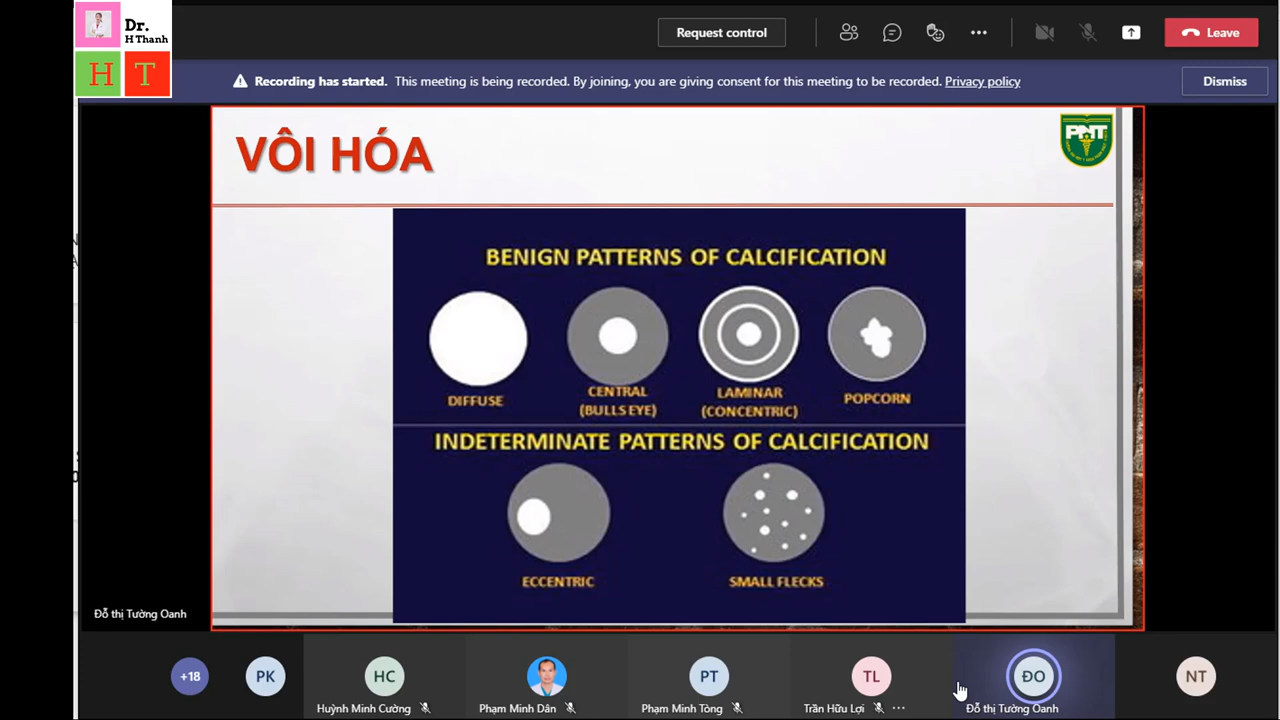 Dr.
H Thanh
H T
Request control
Leave
Recording has started. This meeting is being recorded. By joining, you are giving consent for this meeting to be recorded. Privacy policy
Dismiss
VÔI HÓA
PNT
BENIGN PATTERNS OF CALCIFICATION
DIFFUSE
CENTRAL
(BULLS EYE)
LAMINAR
(CONCENTRIC)
POPCORN
INDETERMINATE PATTERNS OF CALCIFICATION
ECCENTRIC
SMALL FLECKS
Đỗ thị Tường Oanh
+18
PK
HC
Huỳnh Minh Cường
Phạm Minh Dân
PT
Phạm Minh Tòng
TL
Trần Hữu Lợi
ĐO
Đỗ thị Tường Oanh
NT